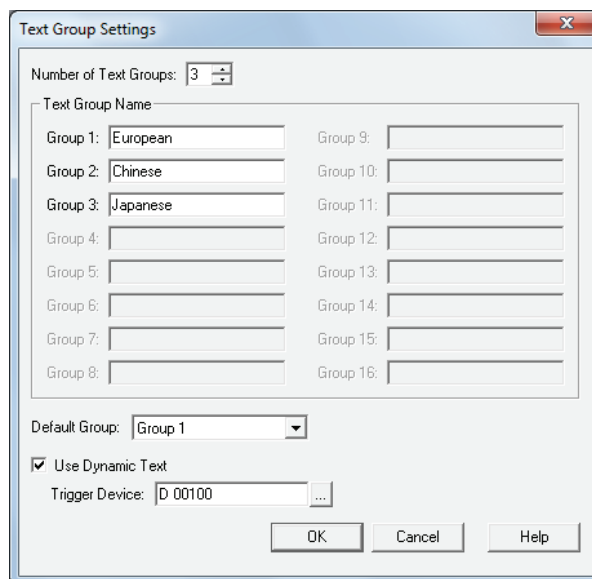 Text Group Settings
Number of Text Groups: 3
Text Group Name
Group 1: European
Group 2: Chinese
Group 3: Japanese
Group 4:
Group 5:
Group 6:
Group 7:
Group 8:
Group 9:
Group 10:
Group 11:
Group 12:
Group 13:
Group 14:
Group 15:
Group 16:
Default Group: Group 1
Use Dynamic Text
Trigger Device: D 00100 ...
OK Cancel Help